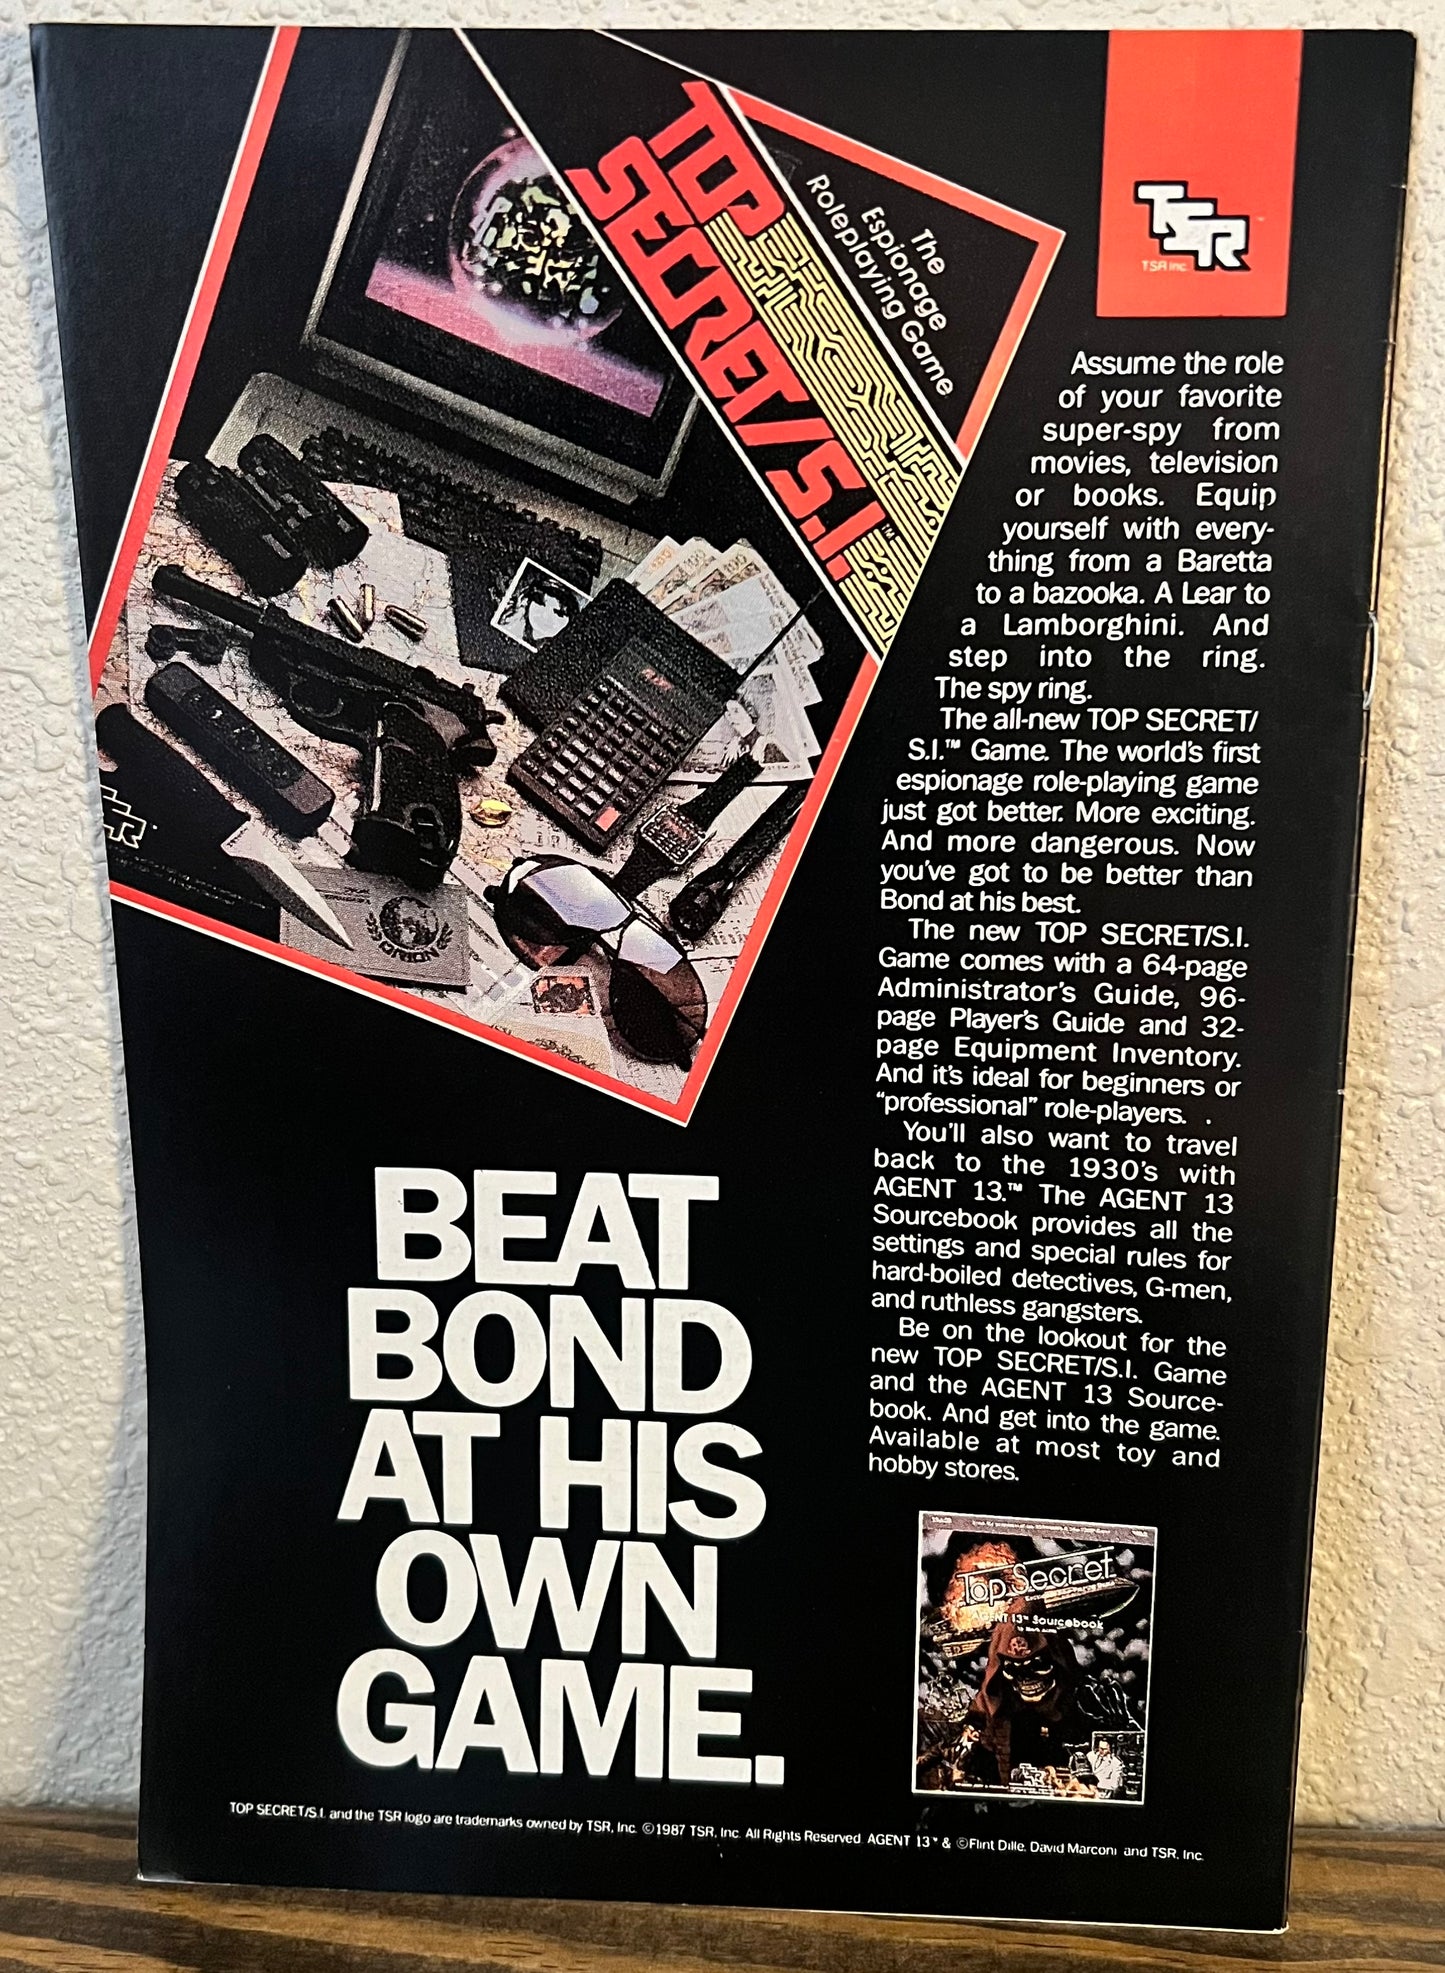 TOP
SECRET/S.I.™
The
Espionage
Roleplaying Game
TSR
TSR Inc.
TSR
ORION
Assume the role
of your favorite
super-spy from
movies, television
or books. Equip
yourself with every-
thing from a Baretta
to a bazooka. A Lear to
a Lamborghini. And
step into the ring.
The spy ring.
The all-new TOP SECRET/
S.I.™ Game. The world's first
espionage role-playing game
just got better. More exciting.
And more dangerous. Now
you've got to be better than
Bond at his best.
The new TOP SECRET/S.I.
Game comes with a 64-page
Administrator's Guide, 96-
page Player's Guide and 32-
page Equipment Inventory.
And it's ideal for beginners or
"professional" role-players.
You'll also want to travel
back to the 1930's with
AGENT 13.™ The AGENT 13
Sourcebook provides all the
settings and special rules for
hard-boiled detectives, G-men,
and ruthless gangsters.
Be on the lookout for the
new TOP SECRET/S.I. Game
and the AGENT 13 Source-
book. And get into the game.
Available at most toy and
hobby stores.
BEAT
BOND
AT HIS
OWN
GAME.
Top Secret
AGENT 13™ Sourcebook
TSR
TOP SECRET/S.I. and the TSR logo are trademarks owned by TSR, Inc. ©1987 TSR, Inc. All Rights Reserved. AGENT 13™ & ©Flint Dille, David Marconi and TSR, Inc.